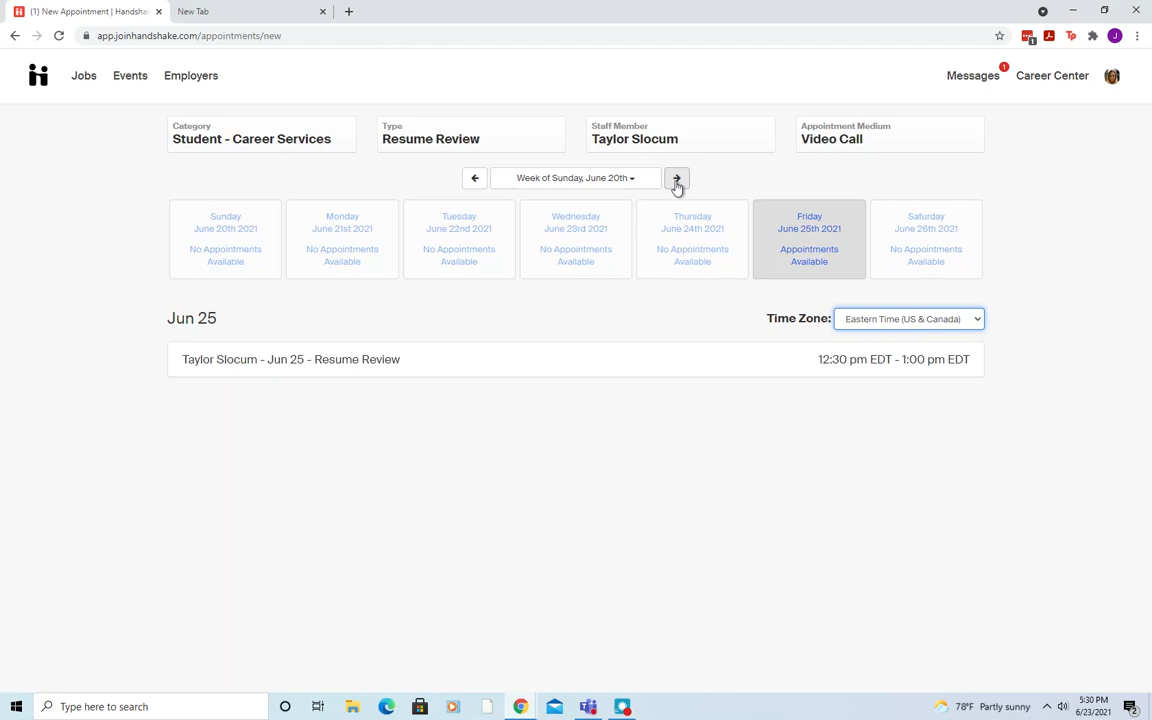 (1) New Appointment | Handshak
New Tab
app.joinhandshake.com/appointments/new
1
J
Jobs
Events
Employers
Messages
1
Career Center
Category
Student - Career Services
Type
Resume Review
Staff Member
Taylor Slocum
Appointment Medium
Video Call
Week of Sunday, June 20th
Sunday
June 20th 2021
No Appointments
Available
Monday
June 21st 2021
No Appointments
Available
Tuesday
June 22nd 2021
No Appointments
Available
Wednesday
June 23rd 2021
No Appointments
Available
Thursday
June 24th 2021
No Appointments
Available
Friday
June 25th 2021
Appointments
Available
Saturday
June 26th 2021
No Appointments
Available
Jun 25
Time Zone:
Eastern Time (US & Canada)
Taylor Slocum - Jun 25 - Resume Review
12:30 pm EDT - 1:00 pm EDT
Type here to search
78°F Partly sunny
5:30 PM
6/23/2021
2